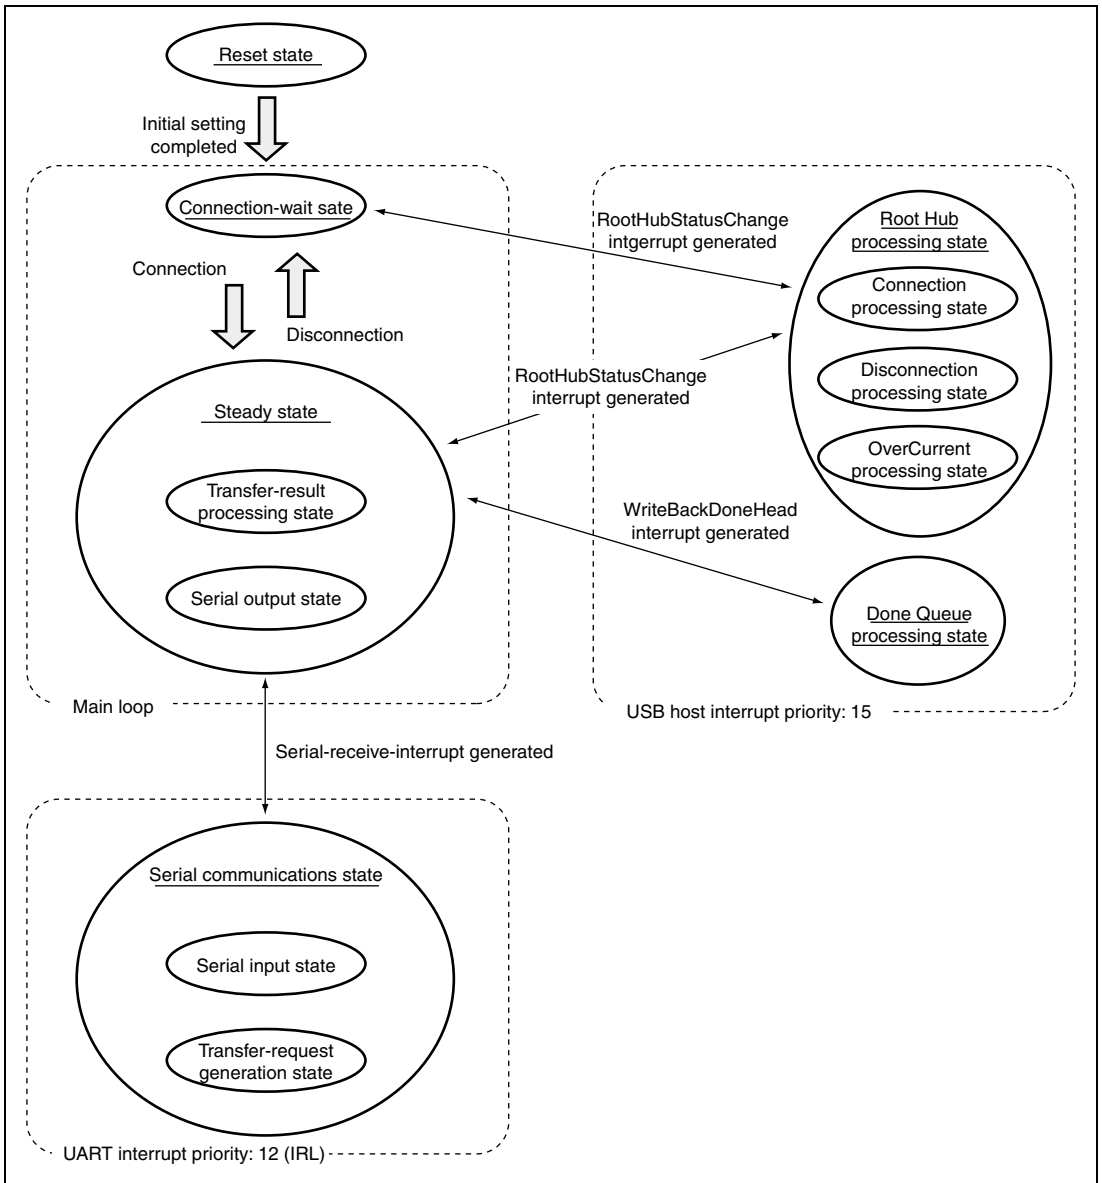 Reset state
Initial setting
completed
Connection-wait sate
Connection
Disconnection
RootHubStatusChange
intgerrupt generated
Root Hub
processing state
Connection
processing state
Disconnection
processing state
OverCurrent
processing state
RootHubStatusChange
interrupt generated
Steady state
Transfer-result
processing state
Serial output state
WriteBackDoneHead
interrupt generated
Done Queue
processing state
Main loop
USB host interrupt priority: 15
Serial-receive-interrupt generated
Serial communications state
Serial input state
Transfer-request
generation state
UART interrupt priority: 12 (IRL)